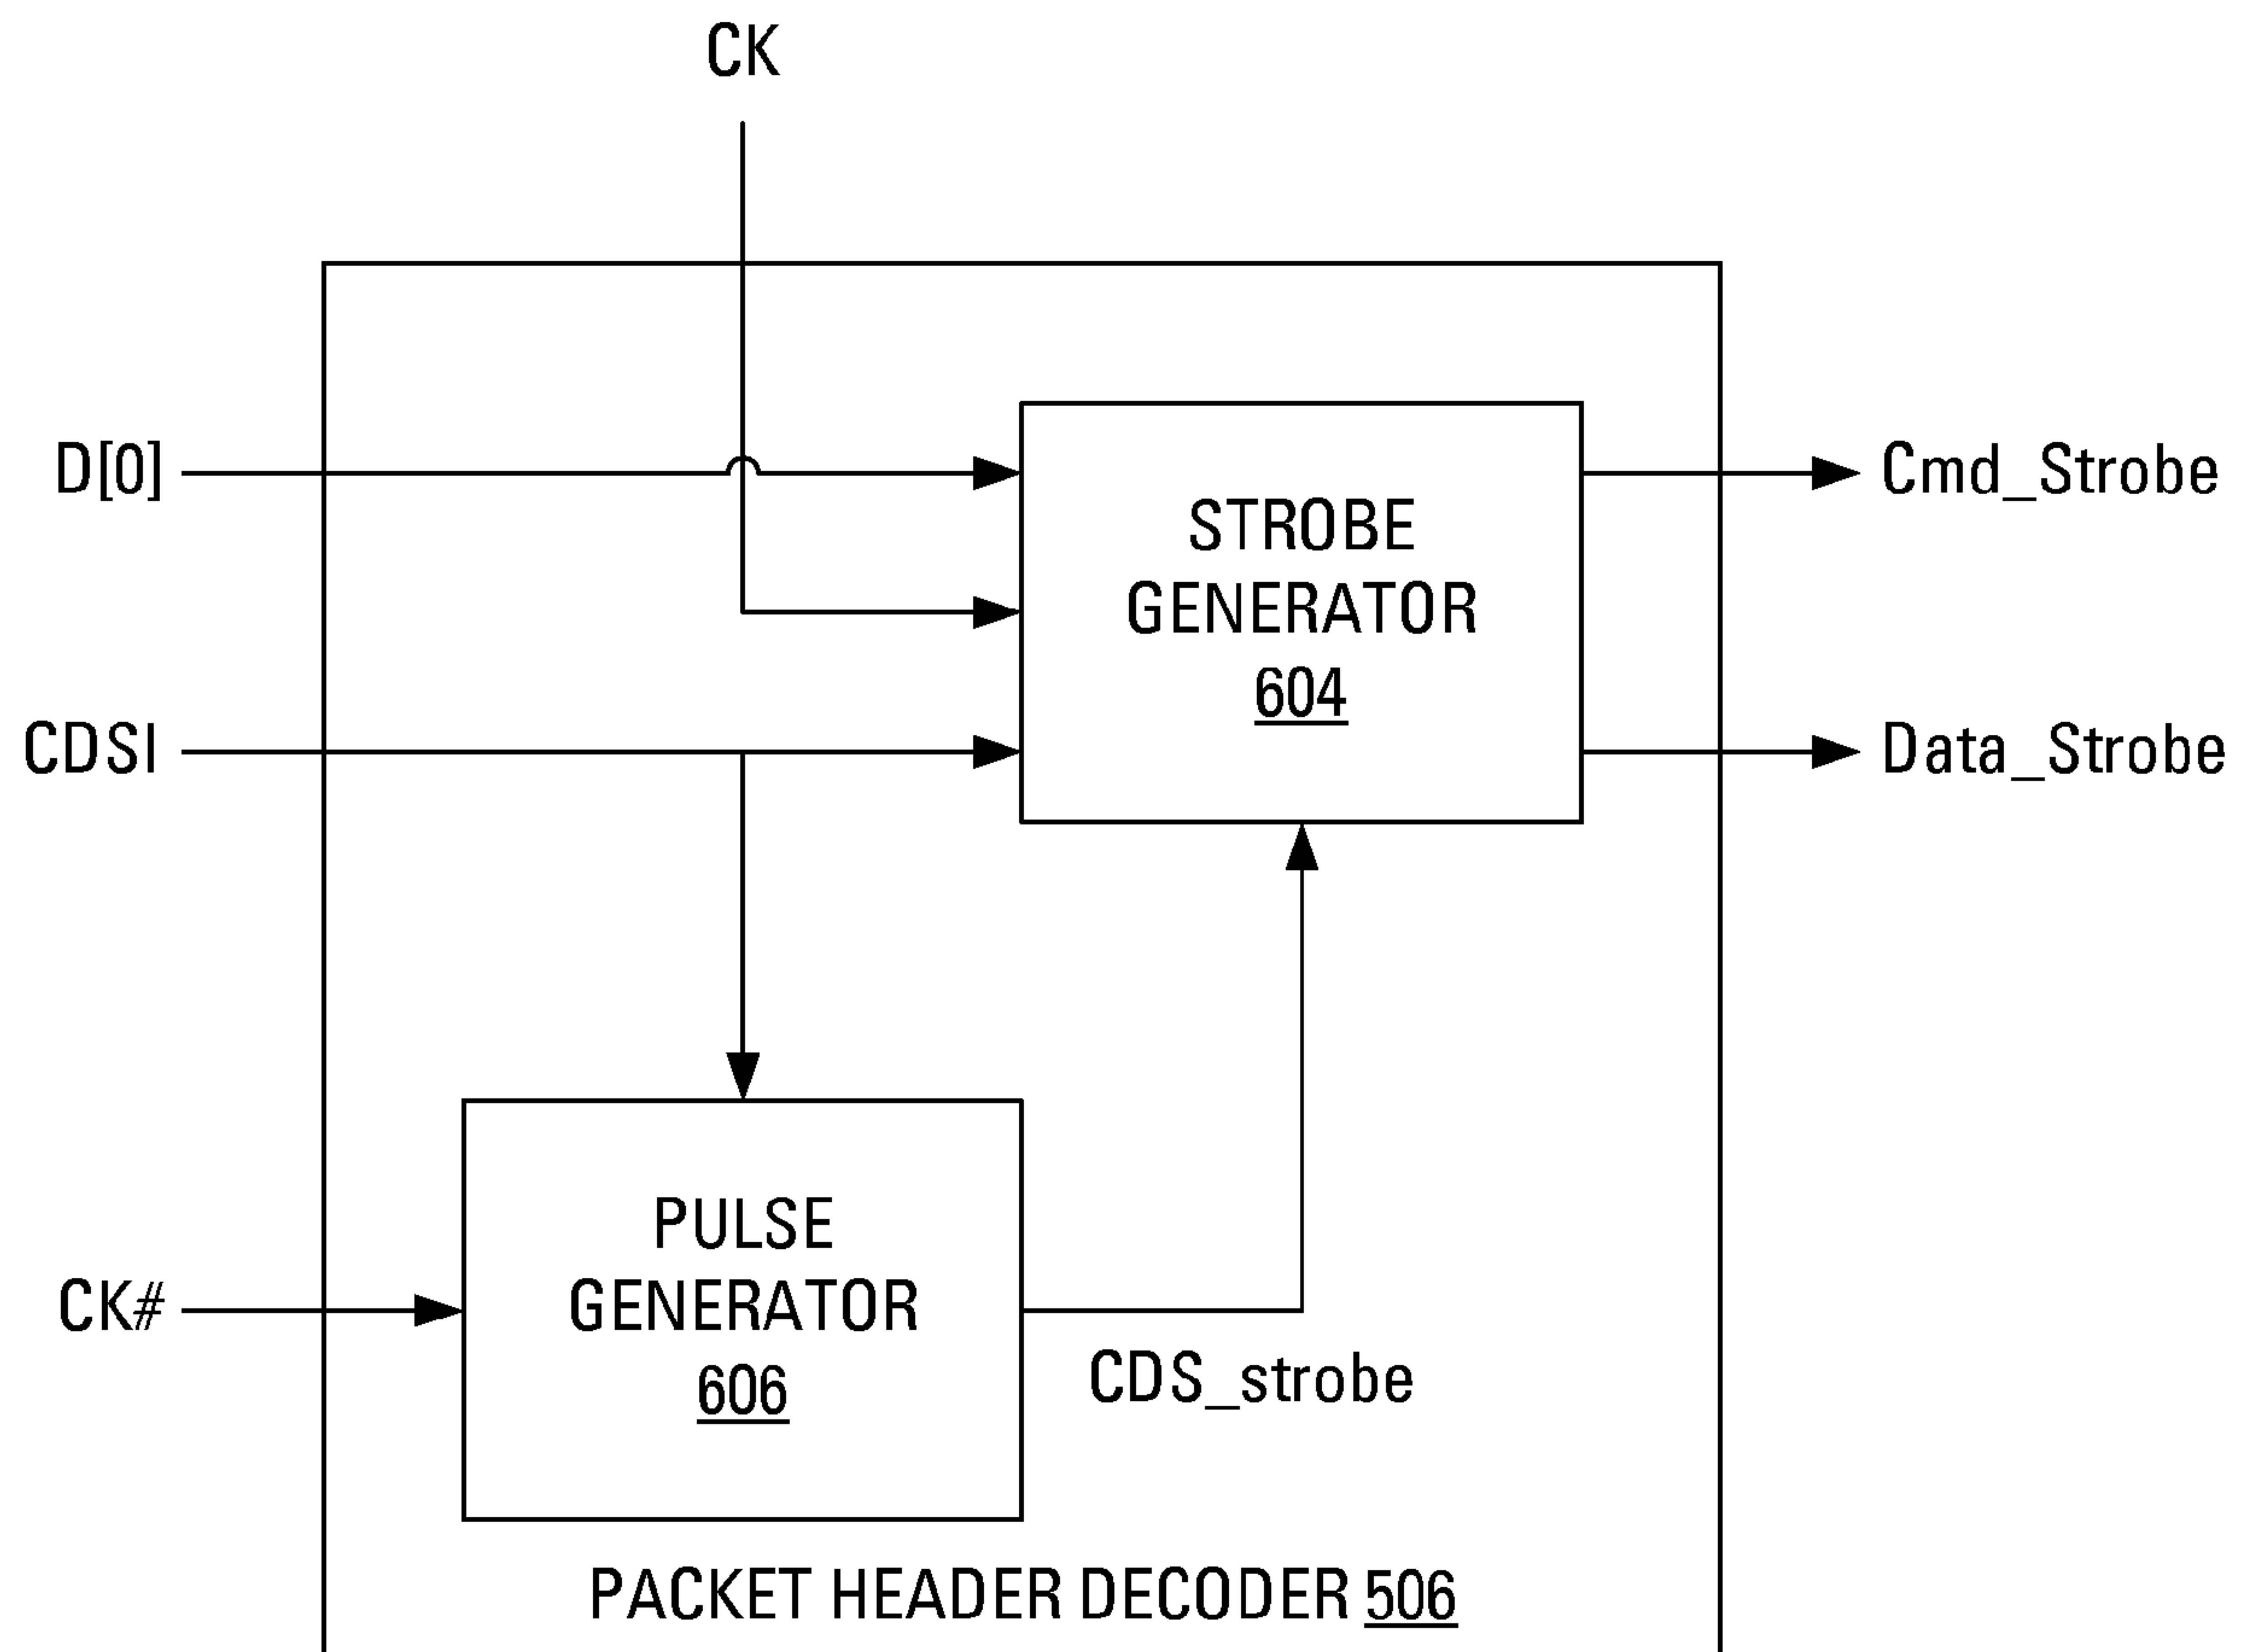 CK
D[0]
Cmd_Strobe
STROBE
GENERATOR
604
CDSI
Data_Strobe
PULSE
GENERATOR
606
CK#
CDS_strobe
PACKET HEADER DECODER 506